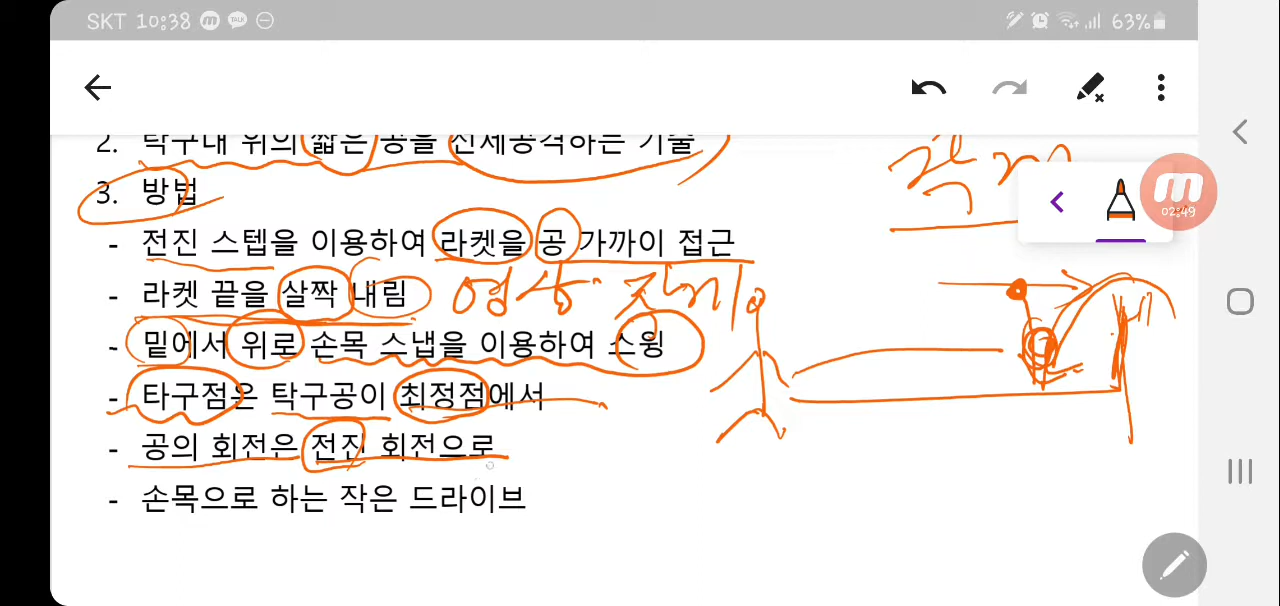 SKT 10:38 TALK 63%
2. 탁구대 위의 짧은 공을 선제공격하는 기술
3. 방법
02:49
- 전진 스텝을 이용하여 라켓을 공 가까이 접근
- 라켓 끝을 살짝 내림
- 밑에서 위로 손목 스냅을 이용하여 스윙
- 타구점은 탁구공이 최정점에서
- 공의 회전은 전진 회전으로
- 손목으로 하는 작은 드라이브